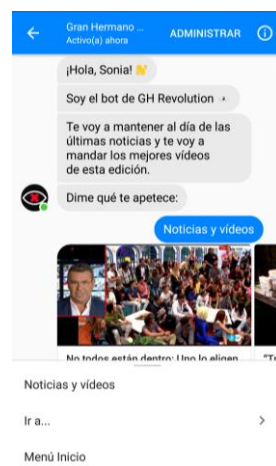 Gran Hermano ...
Activo(a) ahora
ADMINISTRAR
¡Hola, Sonia!
Soy el bot de GH Revolution
Te voy a mantener al día de las
últimas noticias y te voy a
mandar los mejores vídeos
de esta edición.
Dime qué te apetece:
Noticias y vídeos
No todos están dentro: Uno lo eligen
Noticias y vídeos
Ir a...
Menú Inicio